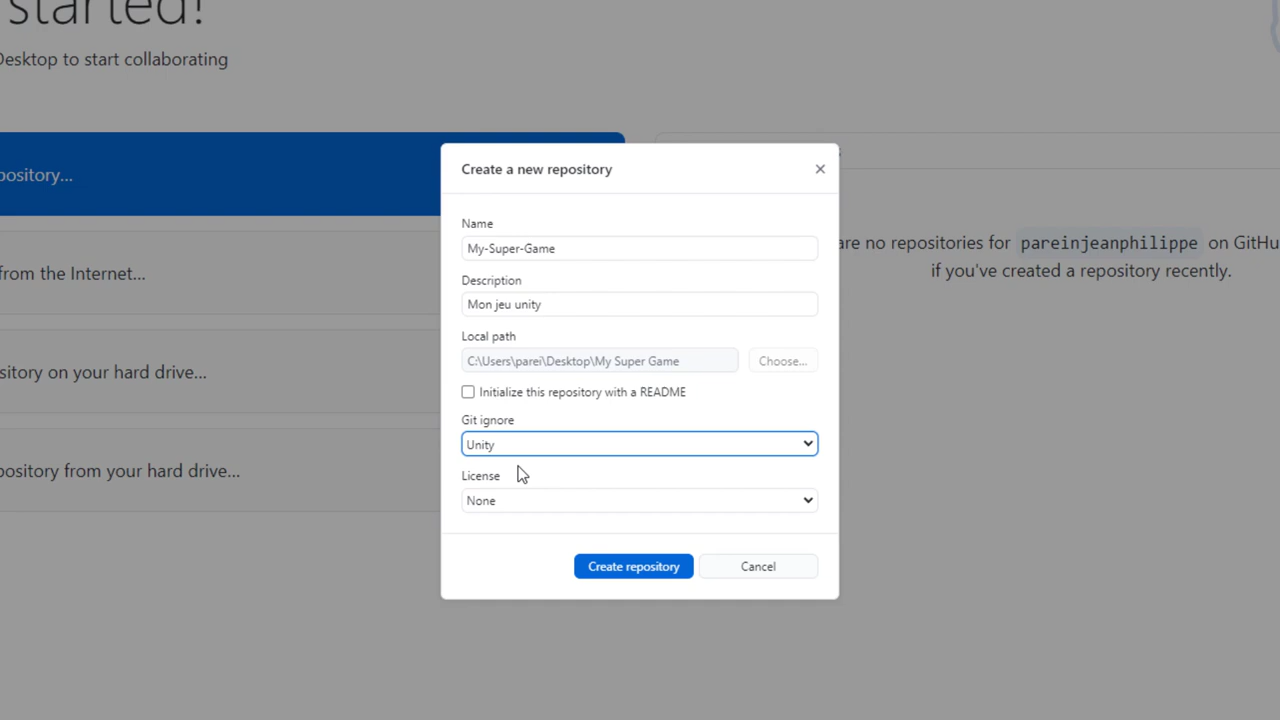 started!
Desktop to start collaborating
pository...
from the Internet...
sitory on your hard drive...
pository from your hard drive...
Create a new repository
Name
My-Super-Game
Description
Mon jeu unity
Local path
C:\Users\parei\Desktop\My Super Game
Choose...
Initialize this repository with a README
Git ignore
Unity
License
None
Create repository
Cancel
are no repositories for pareinjeanphilippe on GitHu
if you've created a repository recently.